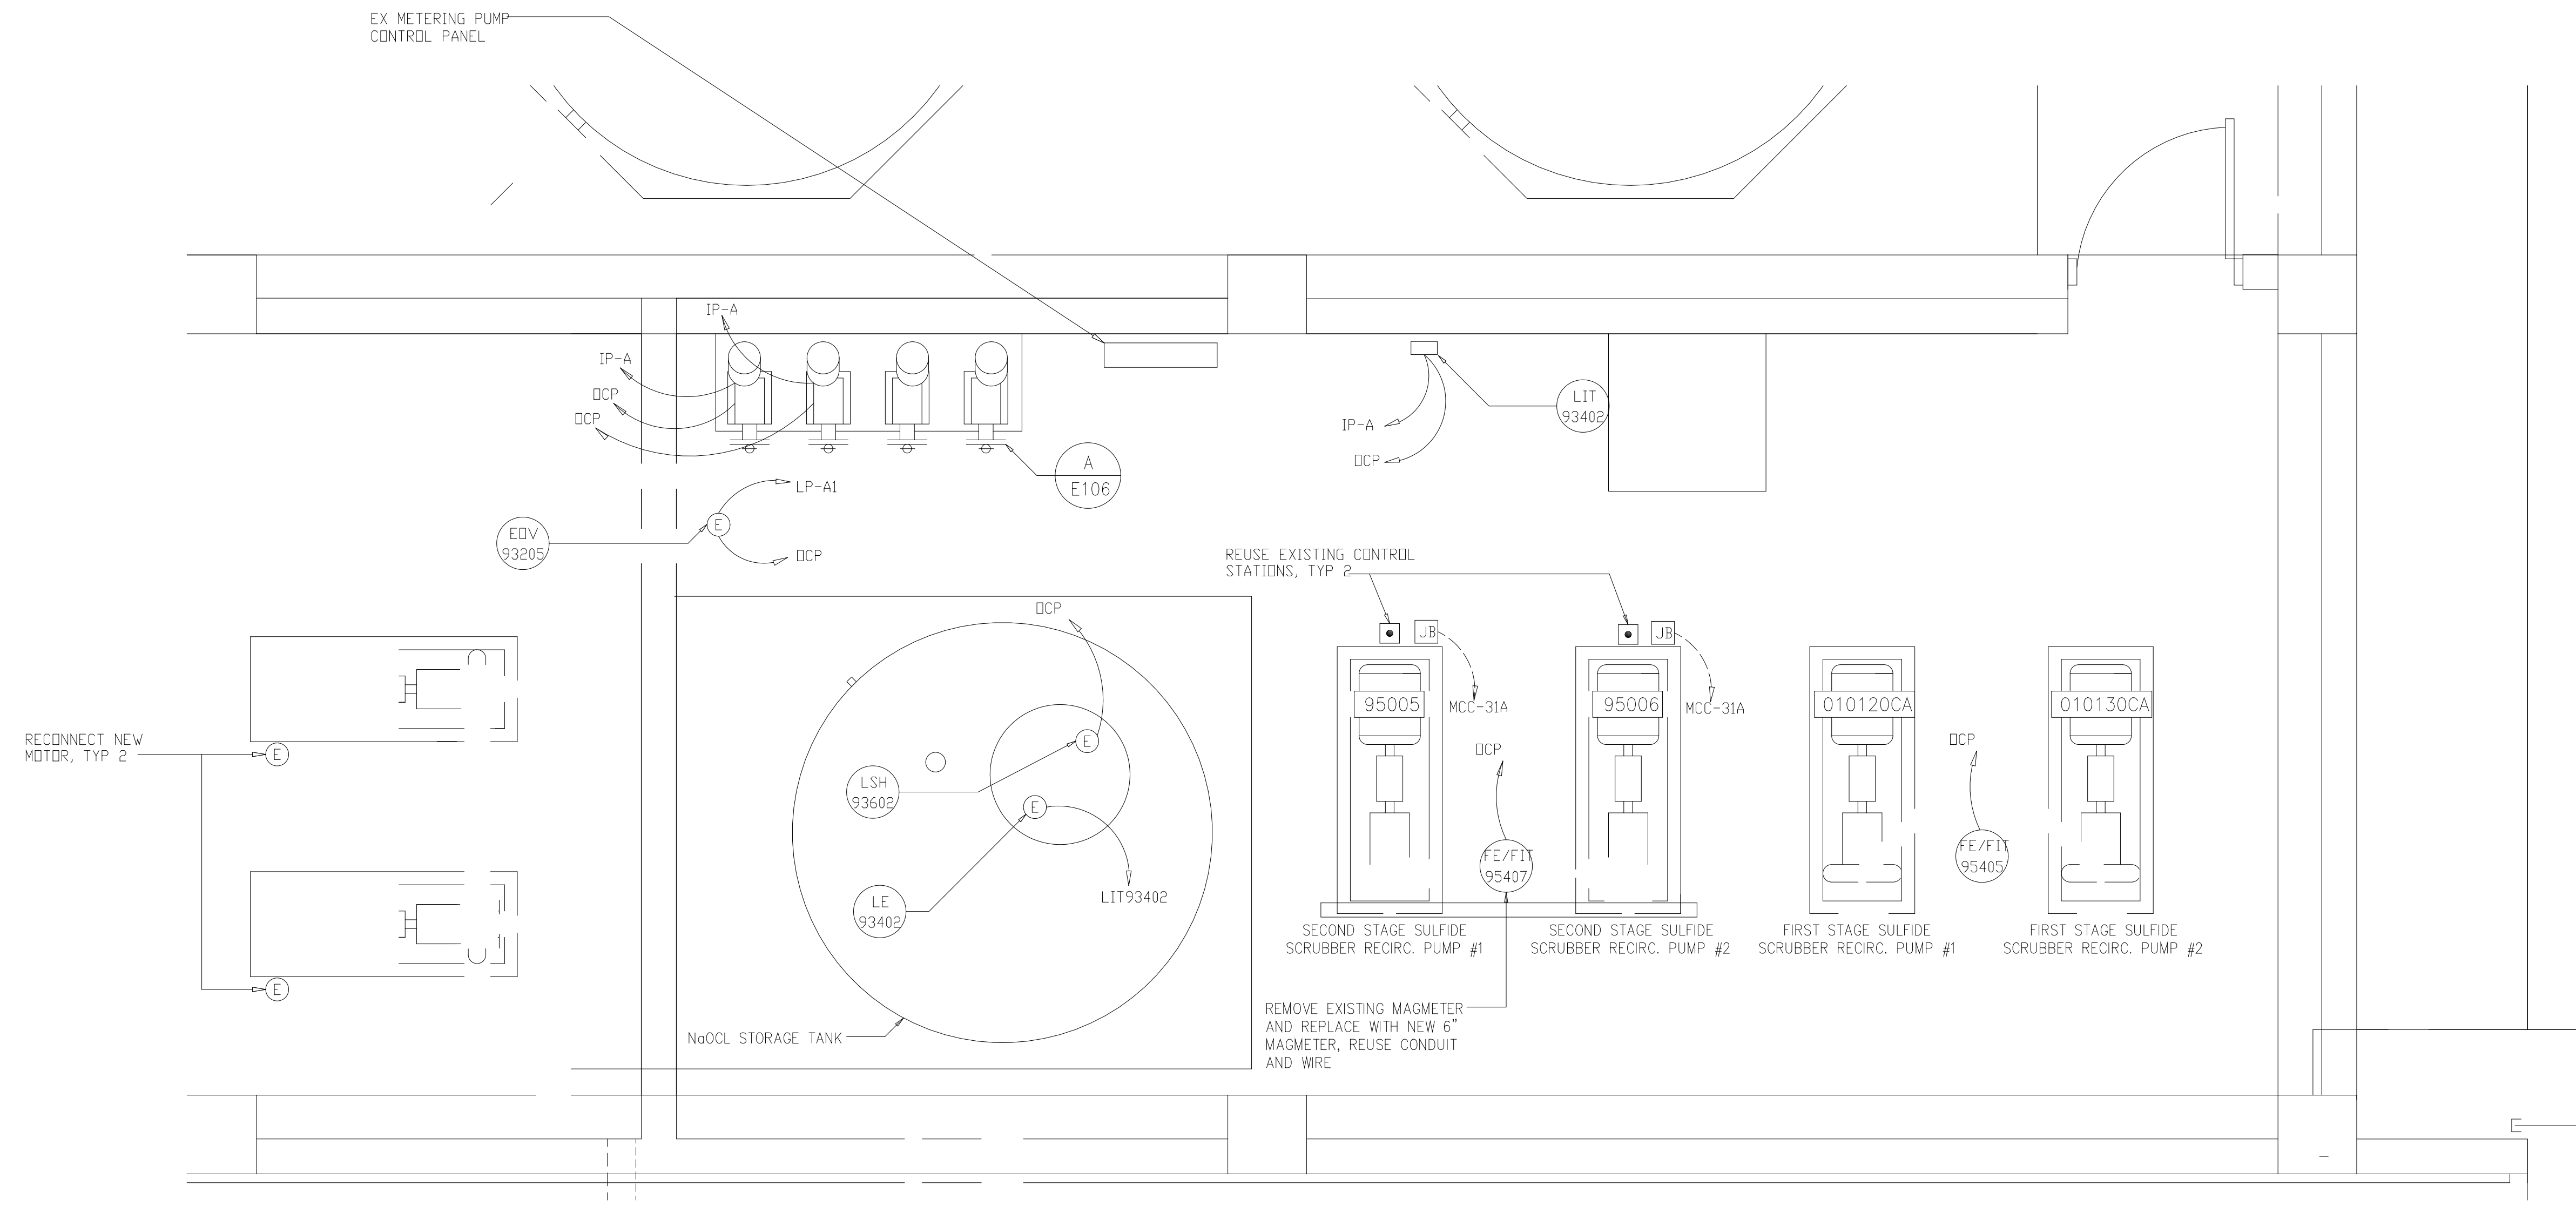 EX METERING PUMP
CONTROL PANEL
IP-A
IP-A
OCP
OCP
LIT
93402
IP-A
OCP
A
E106
LP-A1
E
EOV
93205
OCP
REUSE EXISTING CONTROL
STATIONS, TYP 2
OCP
JB
JB
95005
MCC-31A
95006
MCC-31A
010120CA
010130CA
RECONNECT NEW
MOTOR, TYP 2
E
E
OCP
OCP
LSH
93602
E
E
FE/FIT
95407
FE/FIT
95405
LE
93402
LIT93402
SECOND STAGE SULFIDE
SCRUBBER RECIRC. PUMP #1
SECOND STAGE SULFIDE
SCRUBBER RECIRC. PUMP #2
FIRST STAGE SULFIDE
SCRUBBER RECIRC. PUMP #1
FIRST STAGE SULFIDE
SCRUBBER RECIRC. PUMP #2
E
NaOCL STORAGE TANK
REMOVE EXISTING MAGMETER
AND REPLACE WITH NEW 6"
MAGMETER, REUSE CONDUIT
AND WIRE